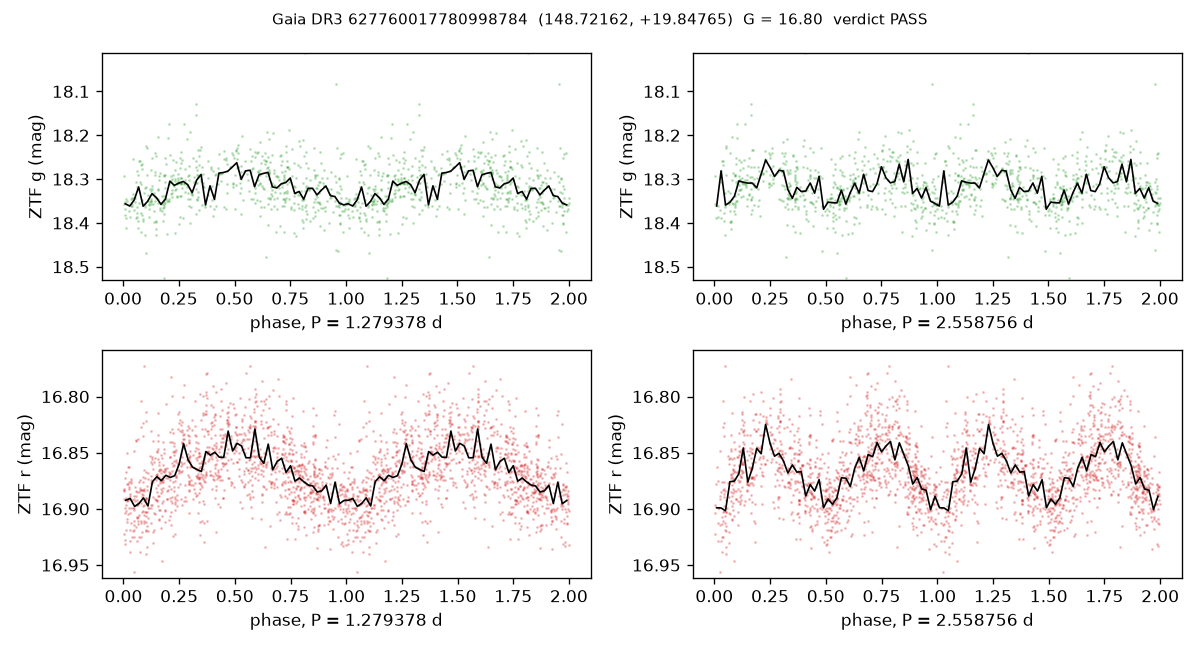 Gaia DR3 627760017780998784 (148.72162, +19.84765) G = 16.80 verdict PASS
ZTF g (mag)
18.1
18.2
18.3
18.4
18.5
0.00 0.25 0.50 0.75 1.00 1.25 1.50 1.75 2.00
phase, P = 1.279378 d
ZTF g (mag)
18.1
18.2
18.3
18.4
18.5
0.00 0.25 0.50 0.75 1.00 1.25 1.50 1.75 2.00
phase, P = 2.558756 d
ZTF r (mag)
16.80
16.85
16.90
16.95
0.00 0.25 0.50 0.75 1.00 1.25 1.50 1.75 2.00
phase, P = 1.279378 d
ZTF r (mag)
16.80
16.85
16.90
16.95
0.00 0.25 0.50 0.75 1.00 1.25 1.50 1.75 2.00
phase, P = 2.558756 d